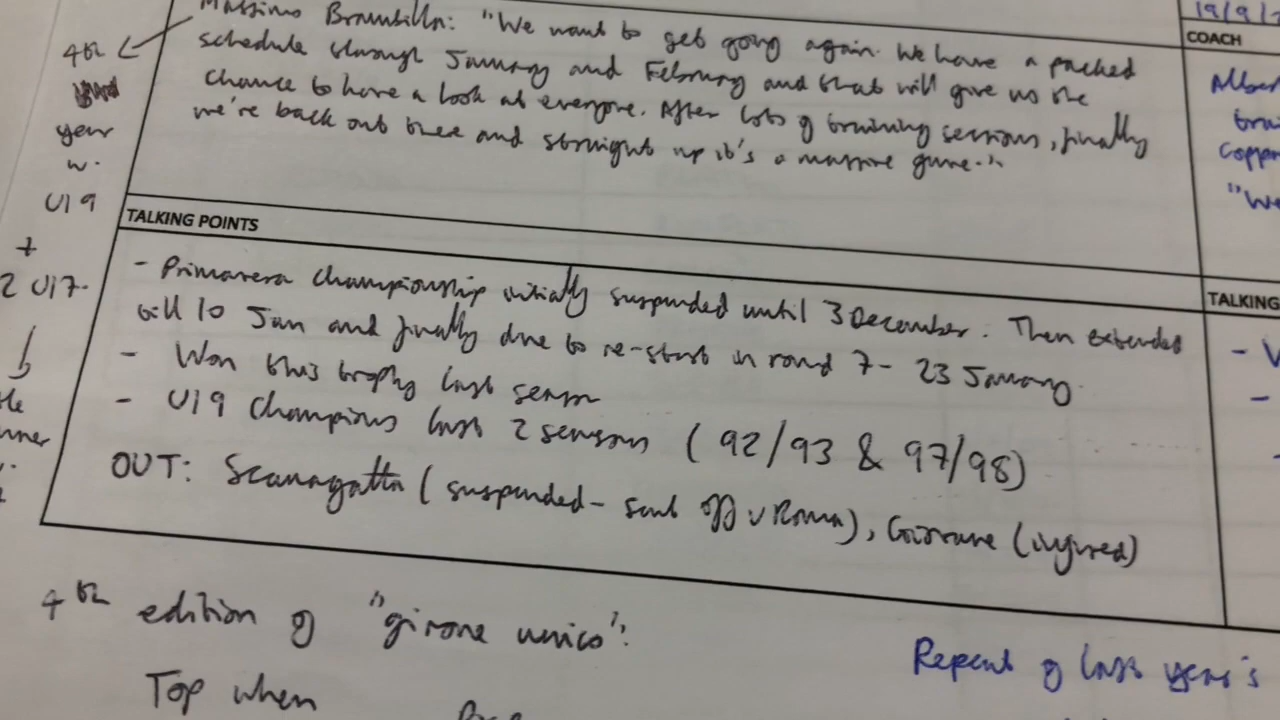 Massimo Brambilla: "We want to get going again. We have a packed
schedule through January and February and that will give us the
chance to have a look at everyone. After lots of training sessions, finally
we're back out there and straight up it's a massive game."
4th
year
w.
U19
+
2 U17.
TALKING POINTS
- Primavera Championship initially suspended until 3 December. Then extended
till 10 Jan and finally due to re-start in round 7 - 23 January.
- Won this trophy last season
- U19 Champions last 2 seasons (92/93 & 97/98)
OUT: Scanagatta (suspended - sent off v Roma), (injured)
4th edition of "girone unico":
Top when
19/9/
COACH
"We
TALKING
Repeat of last year's